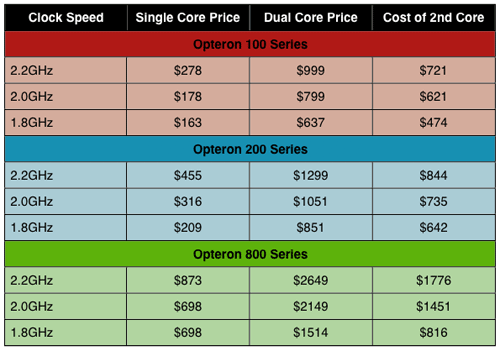 Clock Speed Single Core Price Dual Core Price Cost of 2nd Core
Opteron 100 Series
2.2GHz $278 $999 $721
2.0GHz $178 $799 $621
1.8GHz $163 $637 $474
Opteron 200 Series
2.2GHz $455 $1299 $844
2.0GHz $316 $1051 $735
1.8GHz $209 $851 $642
Opteron 800 Series
2.2GHz $873 $2649 $1776
2.0GHz $698 $2149 $1451
1.8GHz $698 $1514 $816